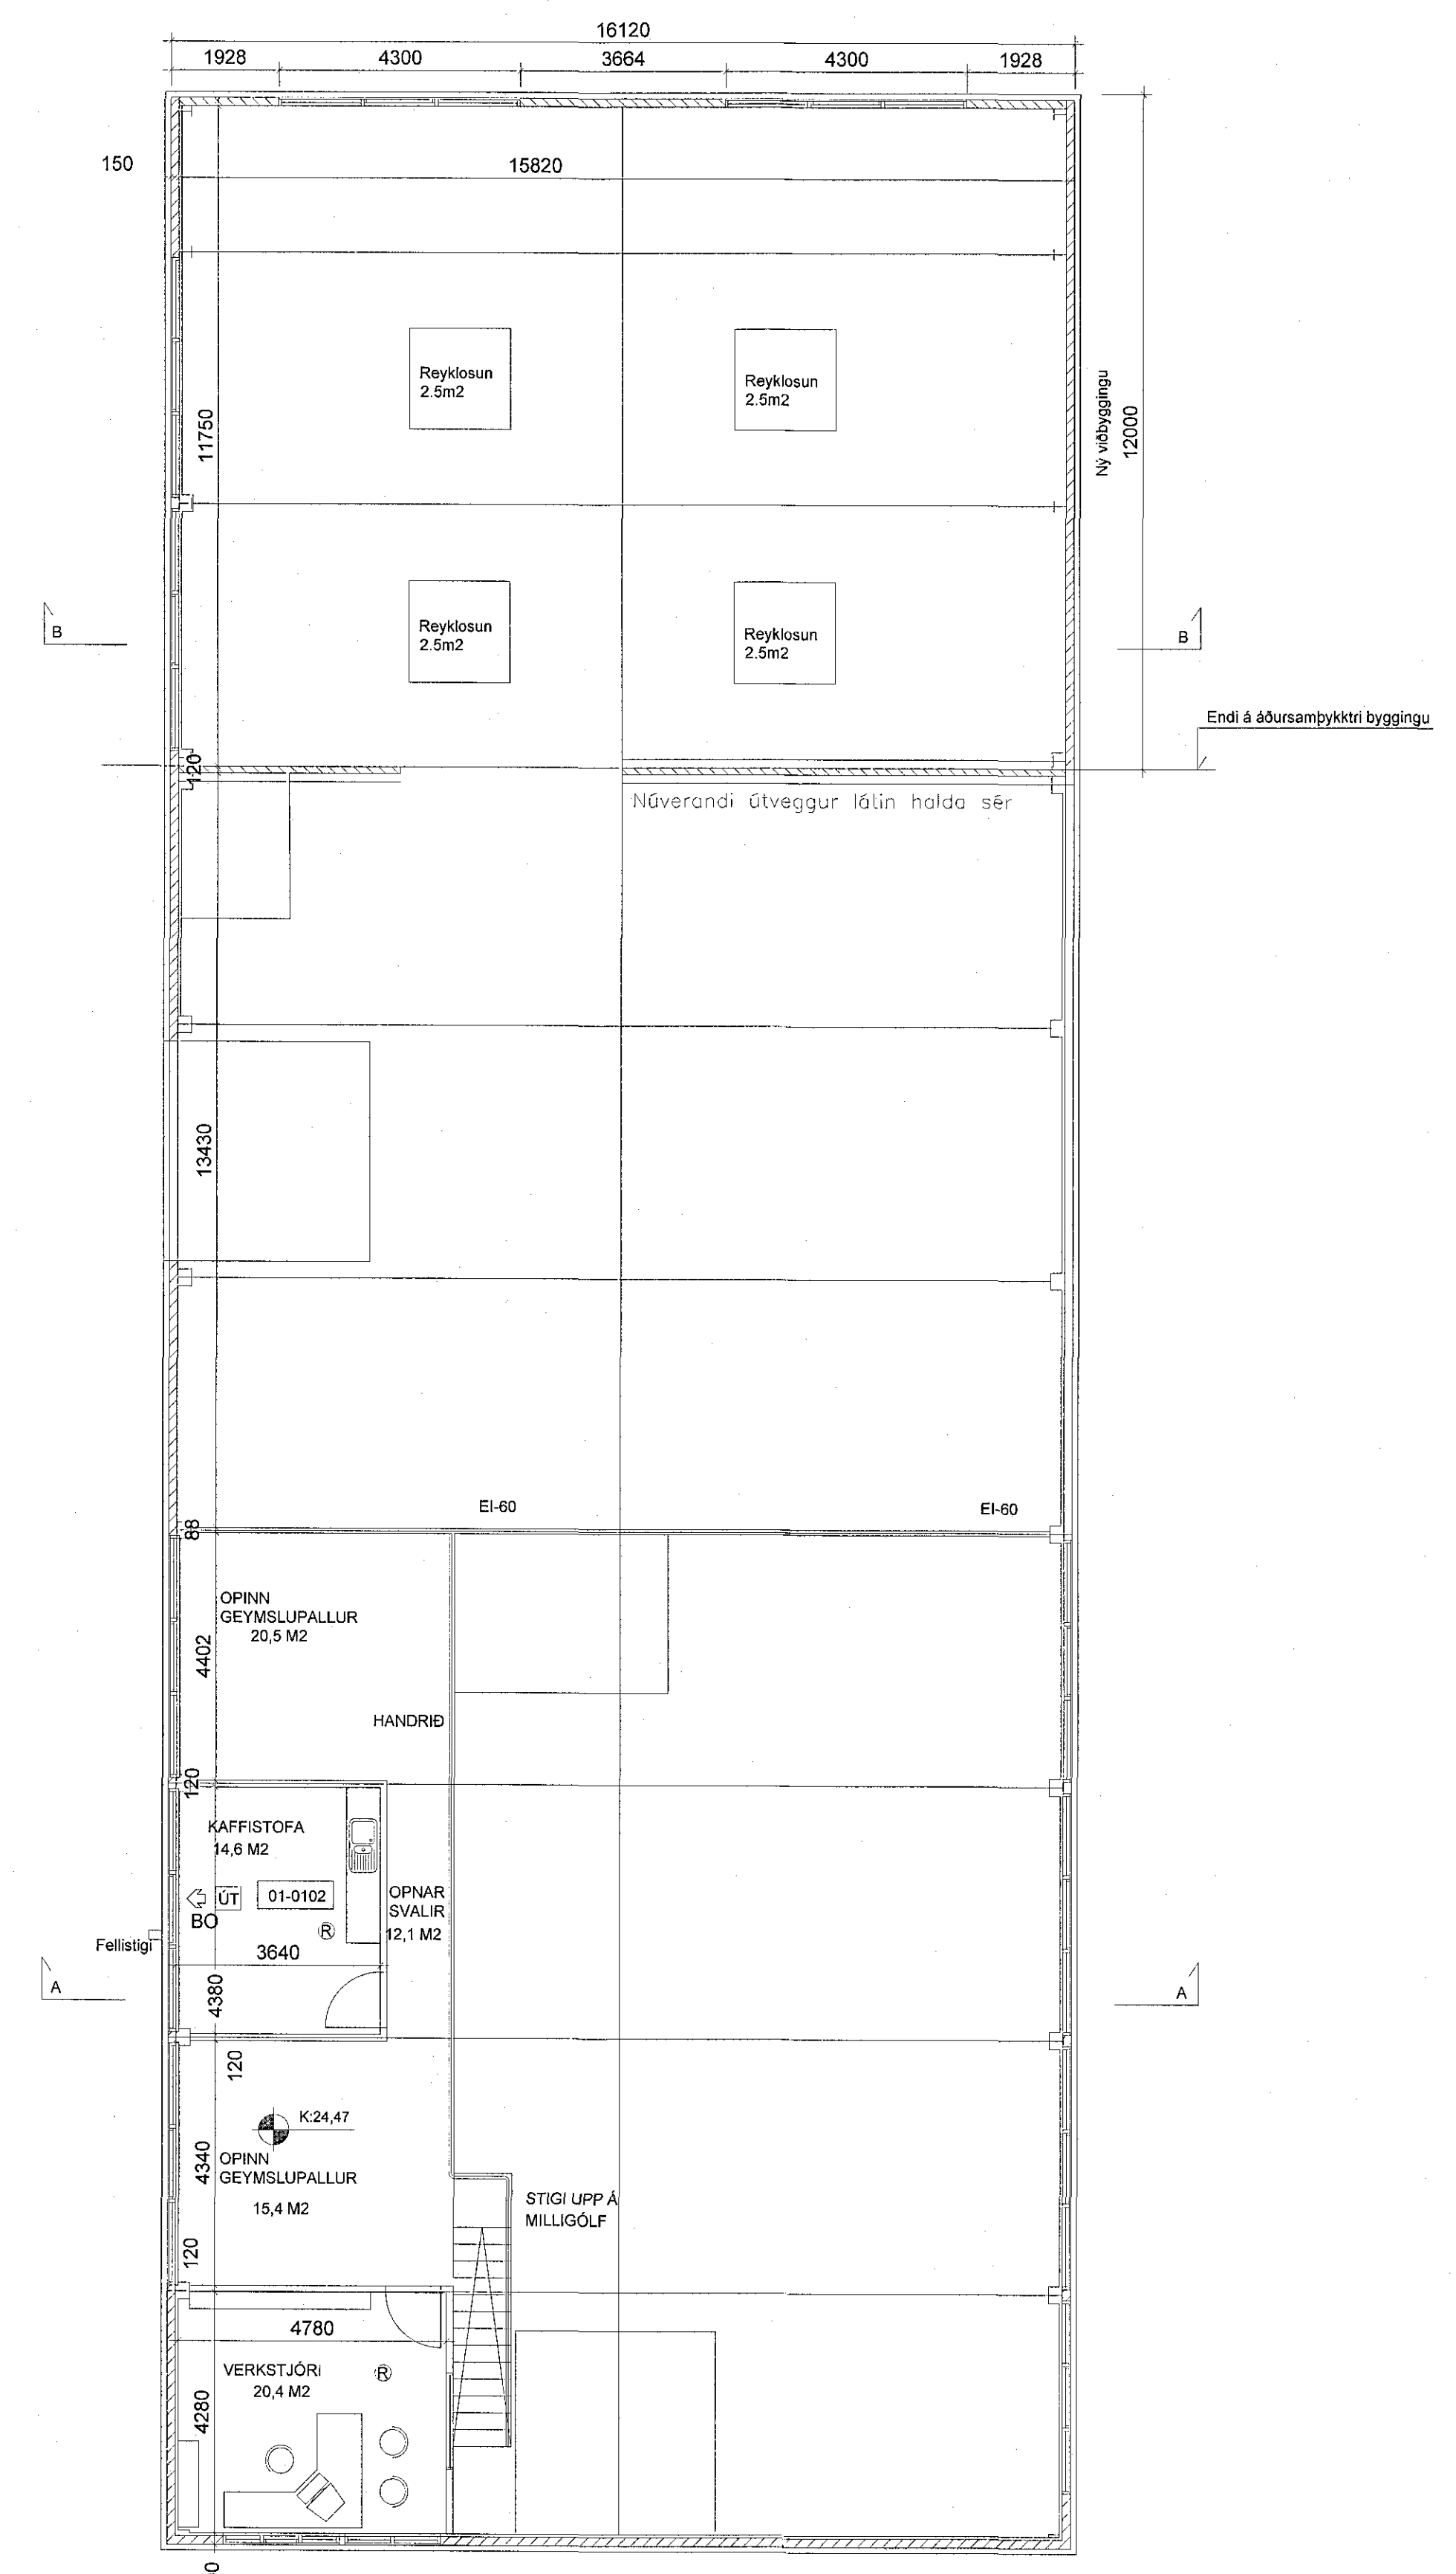 16120
1928
4300
3664
4300
1928
150
15820
Reyklosun
2.5m2
Reyklosun
2.5m2
11750
Ný viðbyggingu
12000
Reyklosun
2.5m2
Reyklosun
2.5m2
B
B
Endi á áðursamþykktri byggingu
120
Núverandi útveggur látin halda sér
13430
EI-60
EI-60
88
OPINN
GEYMSLUPALLUR
20,5 M2
4402
HANDRIÐ
120
KAFFISTOFA
14,6 M2
ÚT
01-0102
BO
R
OPNAR
SVALIR
12,1 M2
Fellistigi
3640
4380
A
A
120
K:24,47
4340
OPINN
GEYMSLUPALLUR
15,4 M2
STIGI UPP Á
MILLIGÓLF
120
4780
VERKSTJÓRI
20,4 M2
R
4280
0